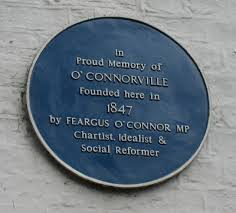 In
Proud Memory of
O'CONNORVILLE
Founded here in
1847
by FEARGUS O'CONNOR MP
Chartist, Idealist &
Social Reformer